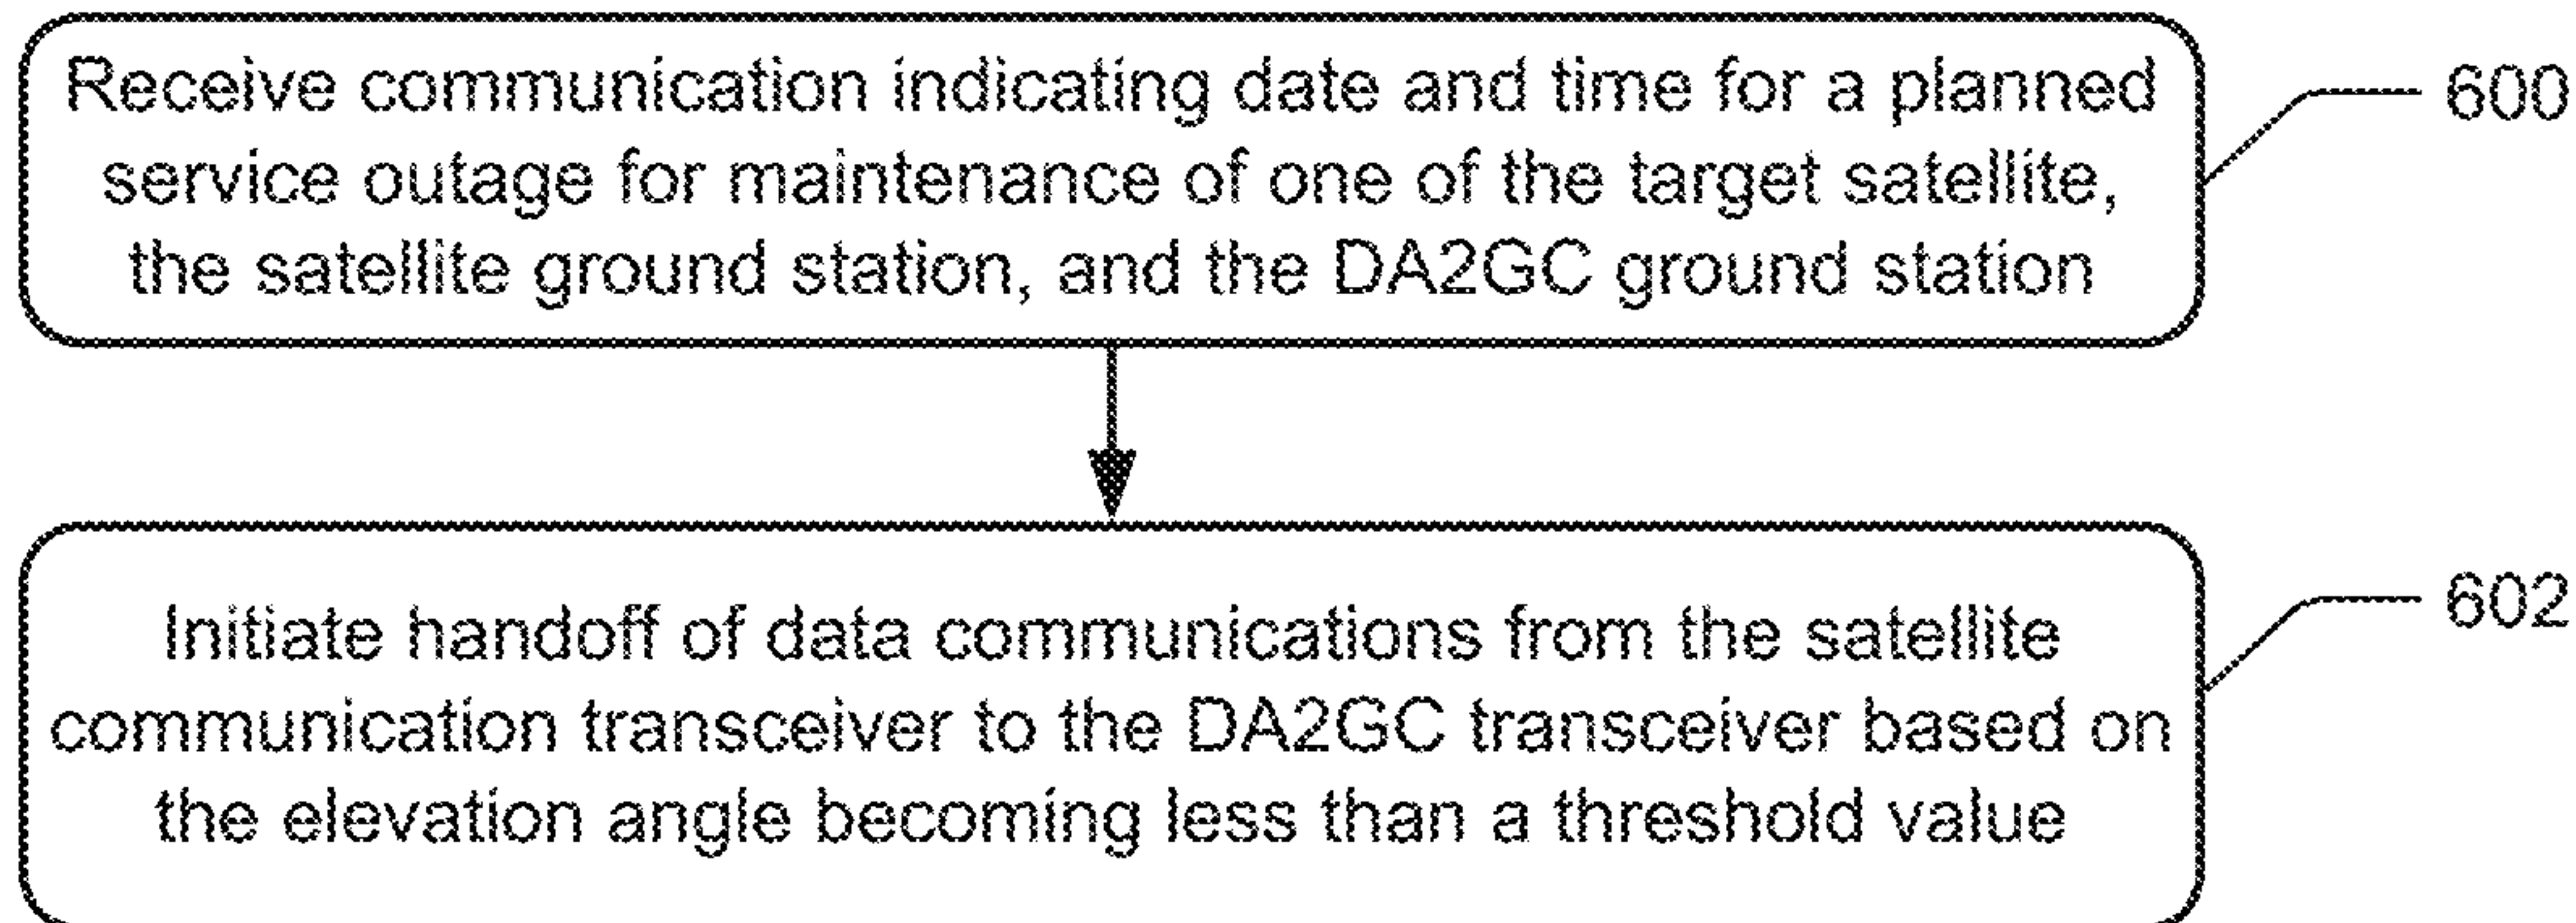 Receive communication indicating date and time for a planned
service outage for maintenance of one of the target satellite,
the satellite ground station, and the DA2GC ground station
600
Initiate handoff of data communications from the satellite
communication transceiver to the DA2GC transceiver based on
the elevation angle becoming less than a threshold value
602